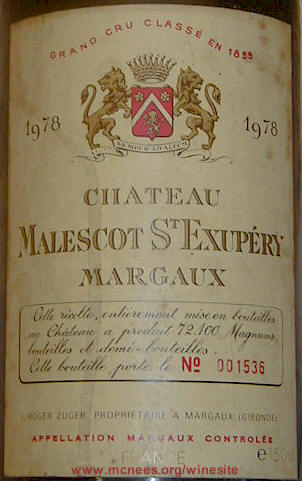 GRAND CRU CLASSÉ EN 1855
1978 1978
SEMPER AD ALTUM
CHATEAU
MALESCOT ST EXUPÉRY
MARGAUX
Cette récolte, entièrement mise en bouteilles
au Château a produit 72.100 Magnums,
bouteilles et demi-bouteilles.
Cette bouteille porte le No 001536
ROGER ZUGER, PROPRIÉTAIRE A MARGAUX (GIRONDE)
APPELLATION MARGAUX CONTROLÉE
FRANCE e 150cl
www.mcnees.org/winesite